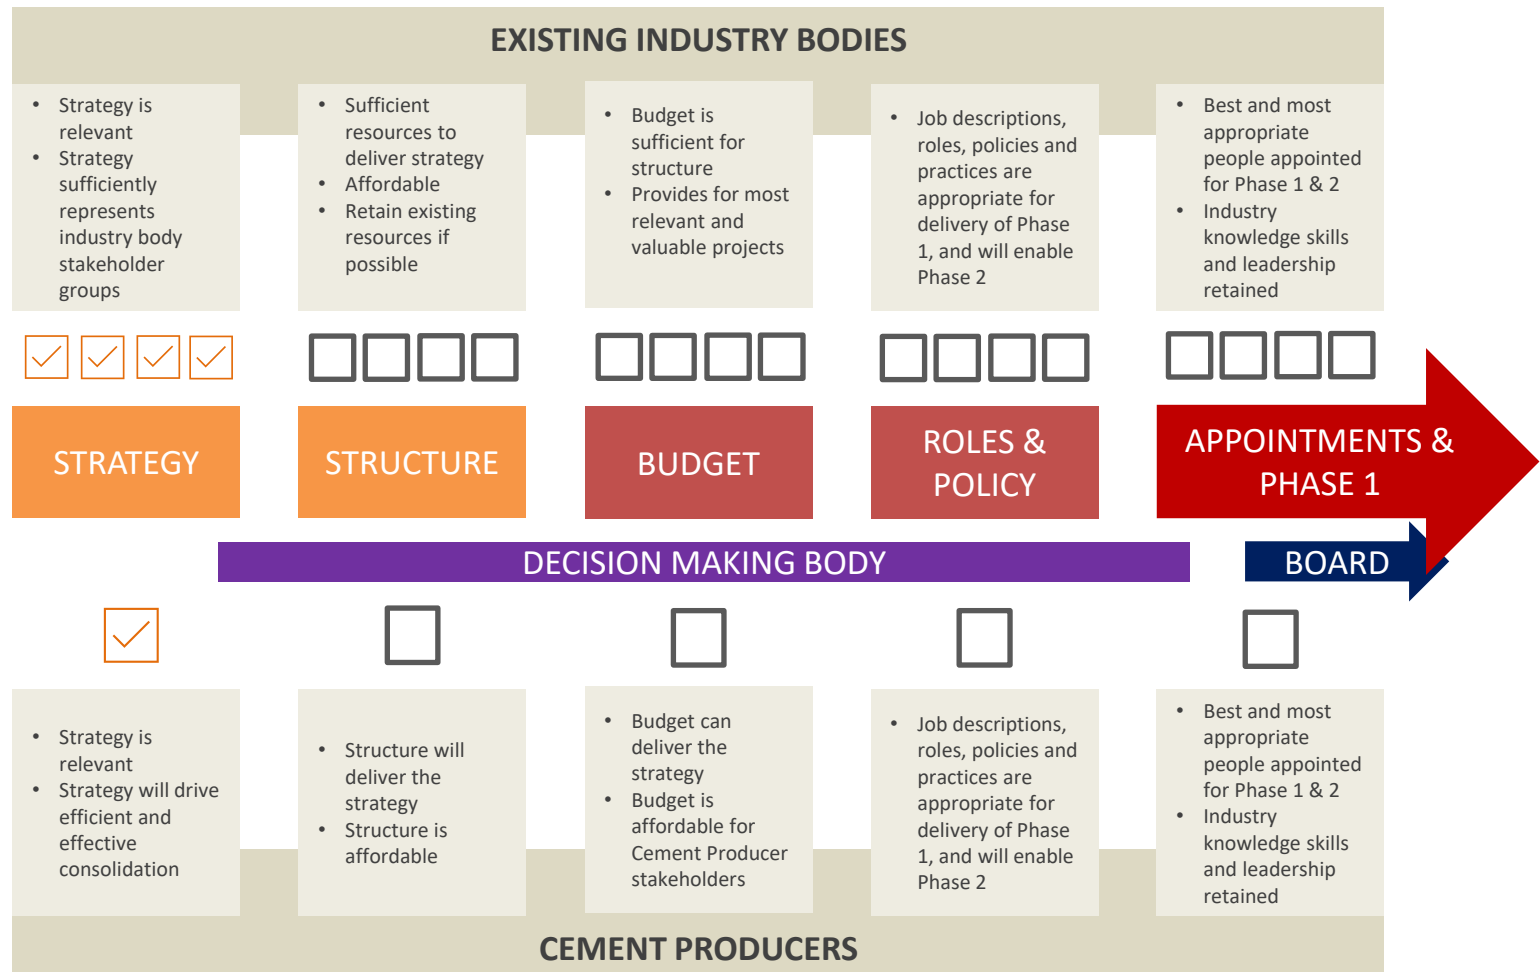 EXISTING INDUSTRY BODIES
• Strategy is
relevant
• Strategy
sufficiently
represents
industry body
stakeholder
groups
• Sufficient
resources to
deliver strategy
• Affordable
• Retain existing
resources if
possible
• Budget is
sufficient for
structure
• Provides for most
relevant and
valuable projects
• Job descriptions,
roles, policies and
practices are
appropriate for
delivery of Phase
1, and will enable
Phase 2
• Best and most
appropriate
people appointed
for Phase 1 & 2
• Industry
knowledge skills
and leadership
retained
STRATEGY
STRUCTURE
BUDGET
ROLES &
POLICY
APPOINTMENTS &
PHASE 1
DECISION MAKING BODY
BOARD
• Strategy is
relevant
• Strategy will drive
efficient and
effective
consolidation
• Structure will
deliver the
strategy
• Structure is
affordable
• Budget can
deliver the
strategy
• Budget is
affordable for
Cement Producer
stakeholders
• Job descriptions,
roles, policies and
practices are
appropriate for
delivery of Phase
1, and will enable
Phase 2
• Best and most
appropriate
people appointed
for Phase 1 & 2
• Industry
knowledge skills
and leadership
retained
CEMENT PRODUCERS